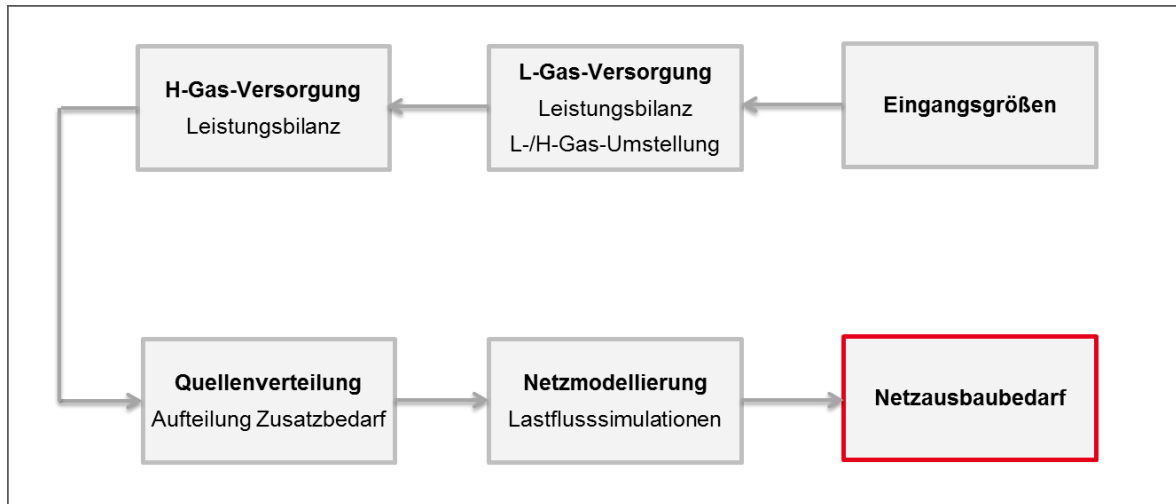 H-Gas-Versorgung
Leistungsbilanz
L-Gas-Versorgung
Leistungsbilanz
L-/H-Gas-Umstellung
Eingangsgrößen
Quellenverteilung
Aufteilung Zusatzbedarf
Netzmodellierung
Lastflusssimulationen
Netzausbaubedarf